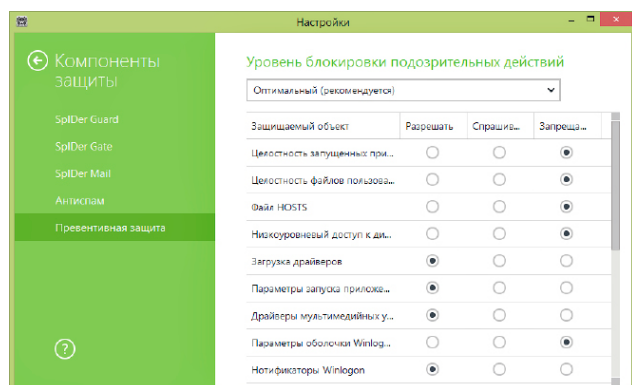 Настройки
Компоненты
защиты
SpIDer Guard
SpIDer Gate
SpIDer Mail
Антиспам
Превентивная защита
?
Уровень блокировки подозрительных действий
Оптимальный (рекомендуется)
Защищаемый объект Разрешать Спрашив... Запреща...
Целостность запущенных при...
Целостность файлов пользова...
Файл HOSTS
Низкоуровневый доступ к ди...
Загрузка драйверов
Параметры запуска приложе...
Драйверы мультимедийных у...
Параметры оболочки Winlog...
Нотификаторы Winlogon